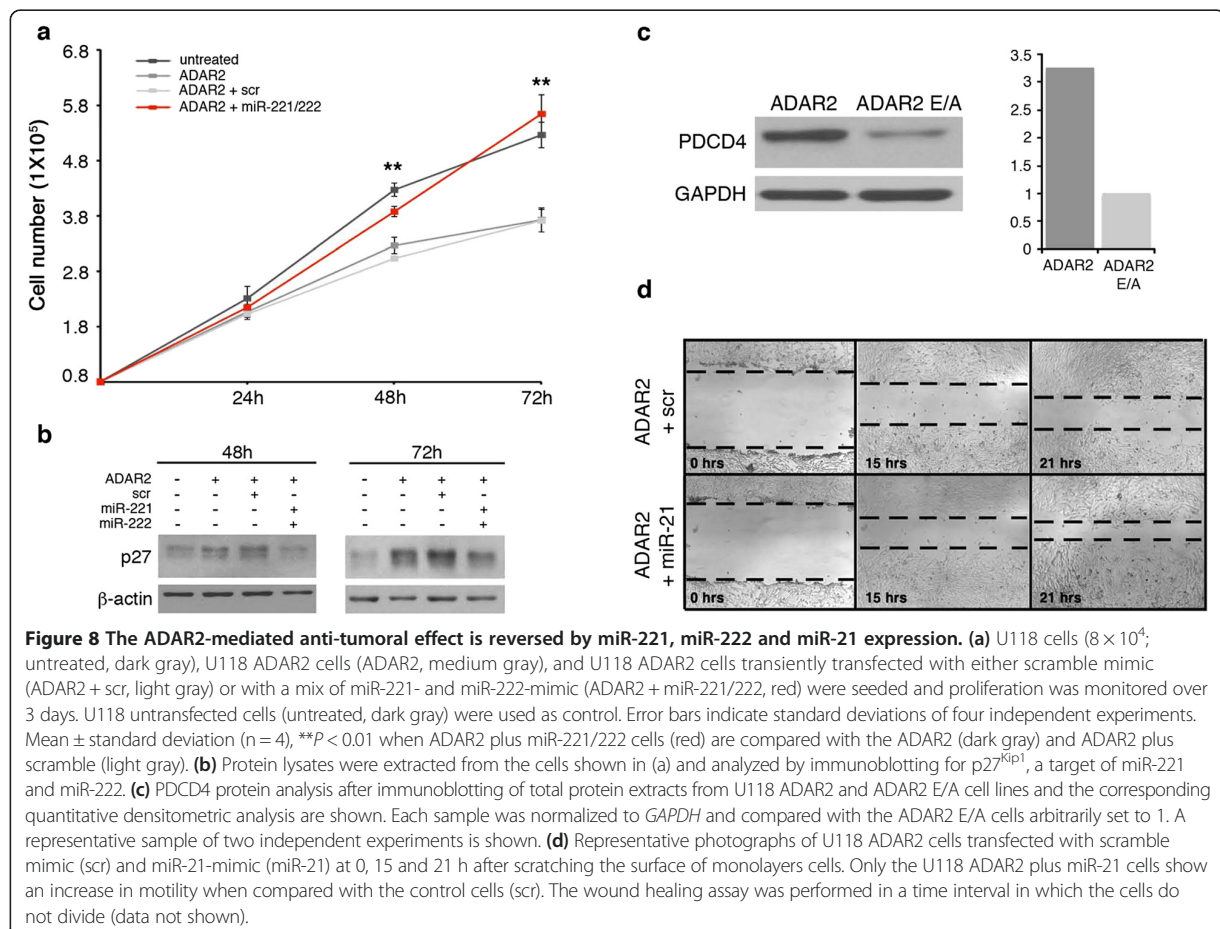 a
6.8
5.8
4.8
3.8
2.8
1.8
0.8
Cell number (1X10⁵)
untreated
ADAR2
ADAR2 + scr
ADAR2 + miR-221/222
**
**
24h
48h
72h
b
48h
72h
ADAR2 - + + + - + + +
scr - - + - - - + -
miR-221 - - - + - - - +
miR-222 - - - + - - - +
p27
β-actin
c
ADAR2 ADAR2 E/A
PDCD4
GAPDH
3.5
3
2.5
2
1.5
1
0.5
0
ADAR2
ADAR2
E/A
d
ADAR2
+ scr
0 hrs
15 hrs
21 hrs
ADAR2
+ miR-21
0 hrs
15 hrs
21 hrs
Figure 8 The ADAR2-mediated anti-tumoral effect is reversed by miR-221, miR-222 and miR-21 expression. (a) U118 cells (8 × 10⁴;
untreated, dark gray), U118 ADAR2 cells (ADAR2, medium gray), and U118 ADAR2 cells transiently transfected with either scramble mimic
(ADAR2 + scr, light gray) or with a mix of miR-221- and miR-222-mimic (ADAR2 + miR-221/222, red) were seeded and proliferation was monitored over
3 days. U118 untransfected cells (untreated, dark gray) were used as control. Error bars indicate standard deviations of four independent experiments.
Mean ± standard deviation (n = 4), **P < 0.01 when ADAR2 plus miR-221/222 cells (red) are compared with the ADAR2 (dark gray) and ADAR2 plus
scramble (light gray). (b) Protein lysates were extracted from the cells shown in (a) and analyzed by immunoblotting for p27Kip1, a target of miR-221
and miR-222. (c) PDCD4 protein analysis after immunoblotting of total protein extracts from U118 ADAR2 and ADAR2 E/A cell lines and the corresponding
quantitative densitometric analysis are shown. Each sample was normalized to GAPDH and compared with the ADAR2 E/A cells arbitrarily set to 1. A
representative sample of two independent experiments is shown. (d) Representative photographs of U118 ADAR2 cells transfected with scramble
mimic (scr) and miR-21-mimic (miR-21) at 0, 15 and 21 h after scratching the surface of monolayers cells. Only the U118 ADAR2 plus miR-21 cells show
an increase in motility when compared with the control cells (scr). The wound healing assay was performed in a time interval in which the cells do
not divide (data not shown).